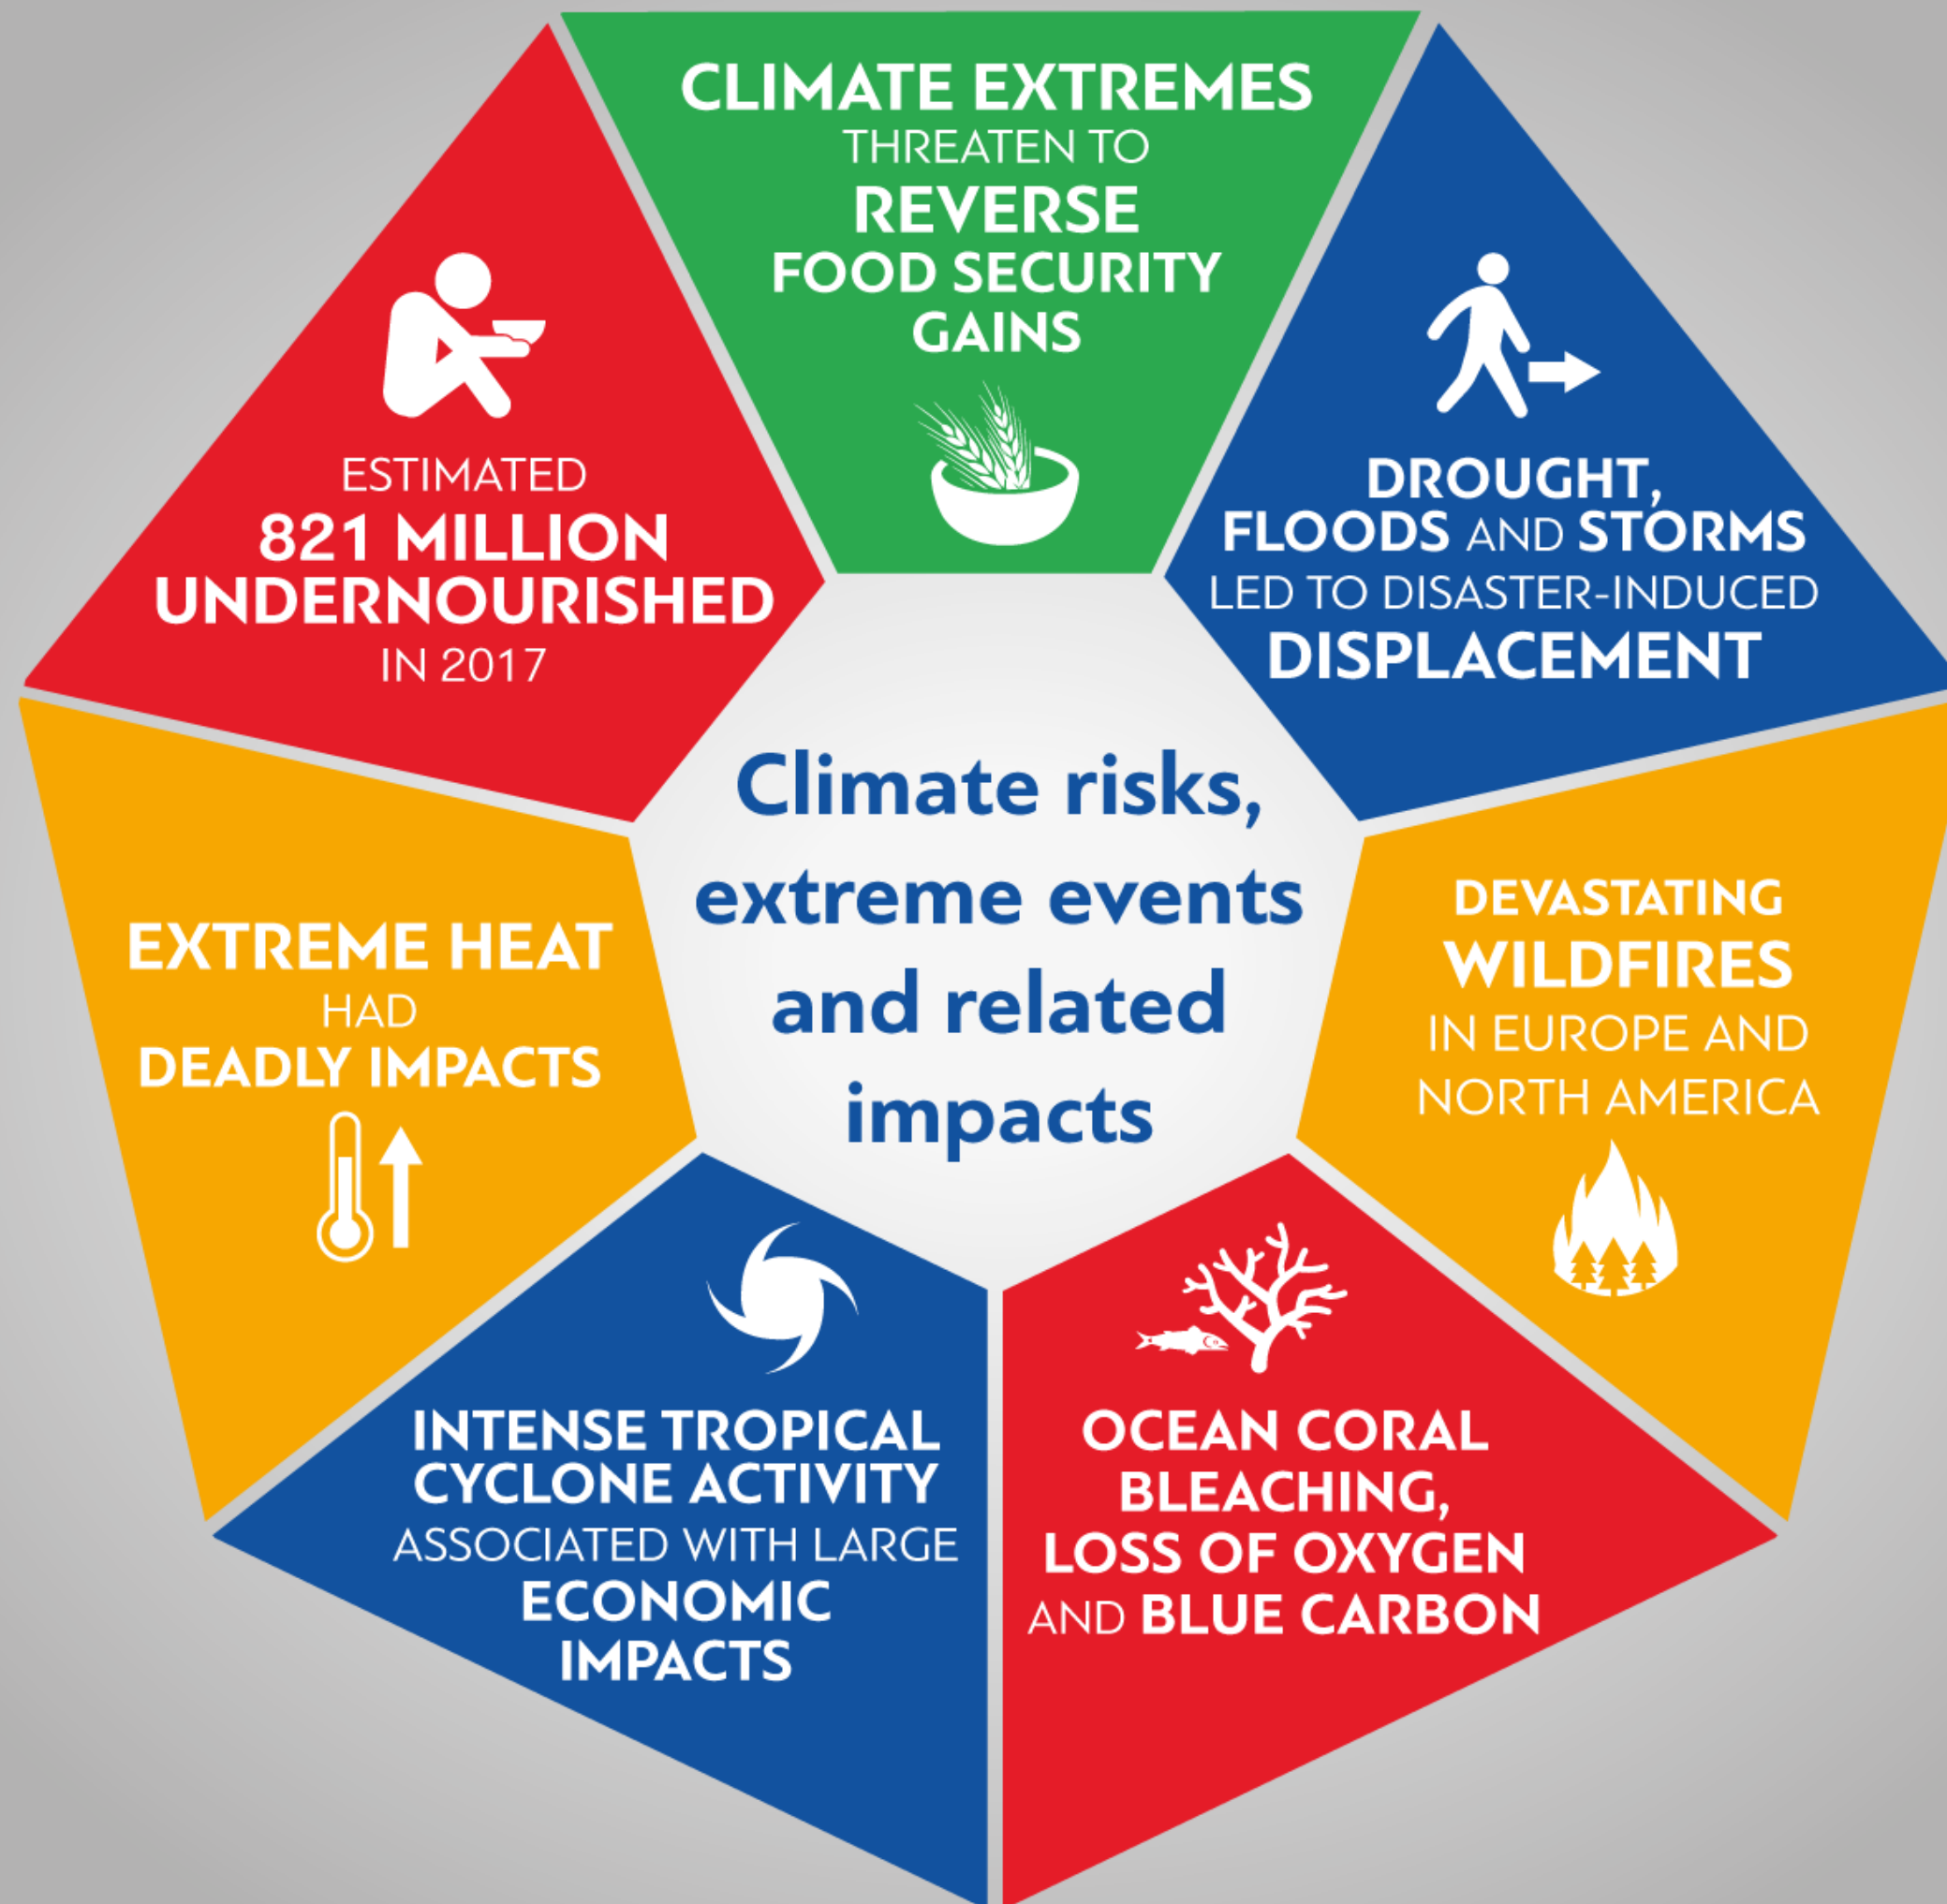 CLIMATE EXTREMES
THREATEN TO
REVERSE
FOOD SECURITY
GAINS
DROUGHT,
FLOODS AND STORMS
LED TO DISASTER-INDUCED
DISPLACEMENT
DEVASTATING
WILDFIRES
IN EUROPE AND
NORTH AMERICA
OCEAN CORAL
BLEACHING,
LOSS OF OXYGEN
AND BLUE CARBON
INTENSE TROPICAL
CYCLONE ACTIVITY
ASSOCIATED WITH LARGE
ECONOMIC
IMPACTS
EXTREME HEAT
HAD
DEADLY IMPACTS
ESTIMATED
821 MILLION
UNDERNOURISHED
IN 2017
Climate risks,
extreme events
and related
impacts